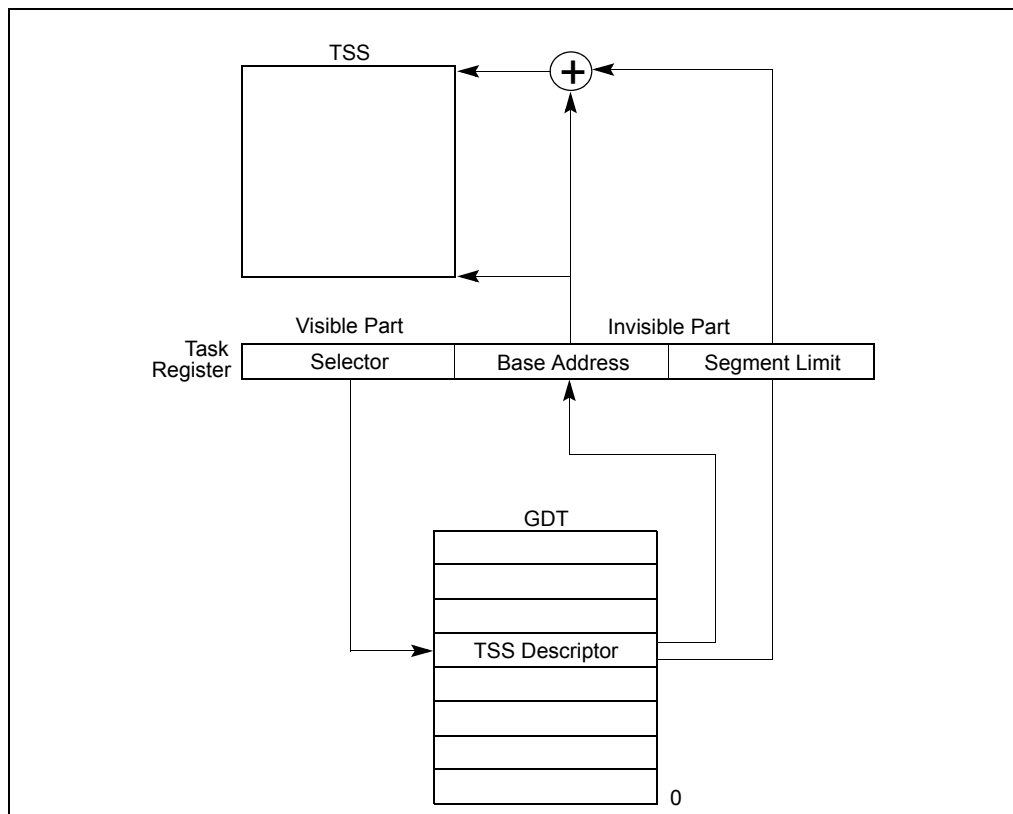 TSS
+
Visible Part
Invisible Part
Task
Register
Selector
Base Address
Segment Limit
GDT
TSS Descriptor
0